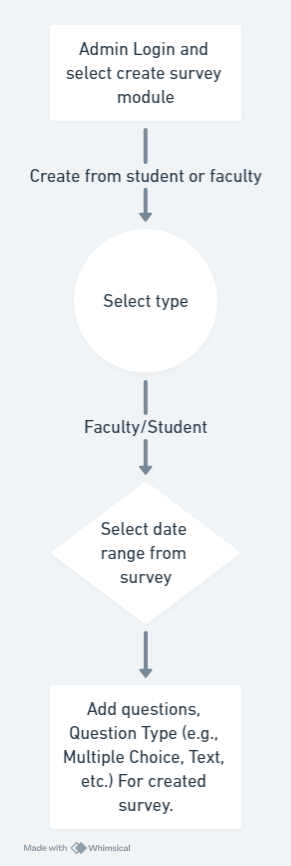 Admin Login and
select create survey
module
Create from student or faculty
Select type
Faculty/Student
Select date
range from
survey
Add questions,
Question Type (e.g.,
Multiple Choice, Text,
etc.) For created
survey.
Made with Whimsical